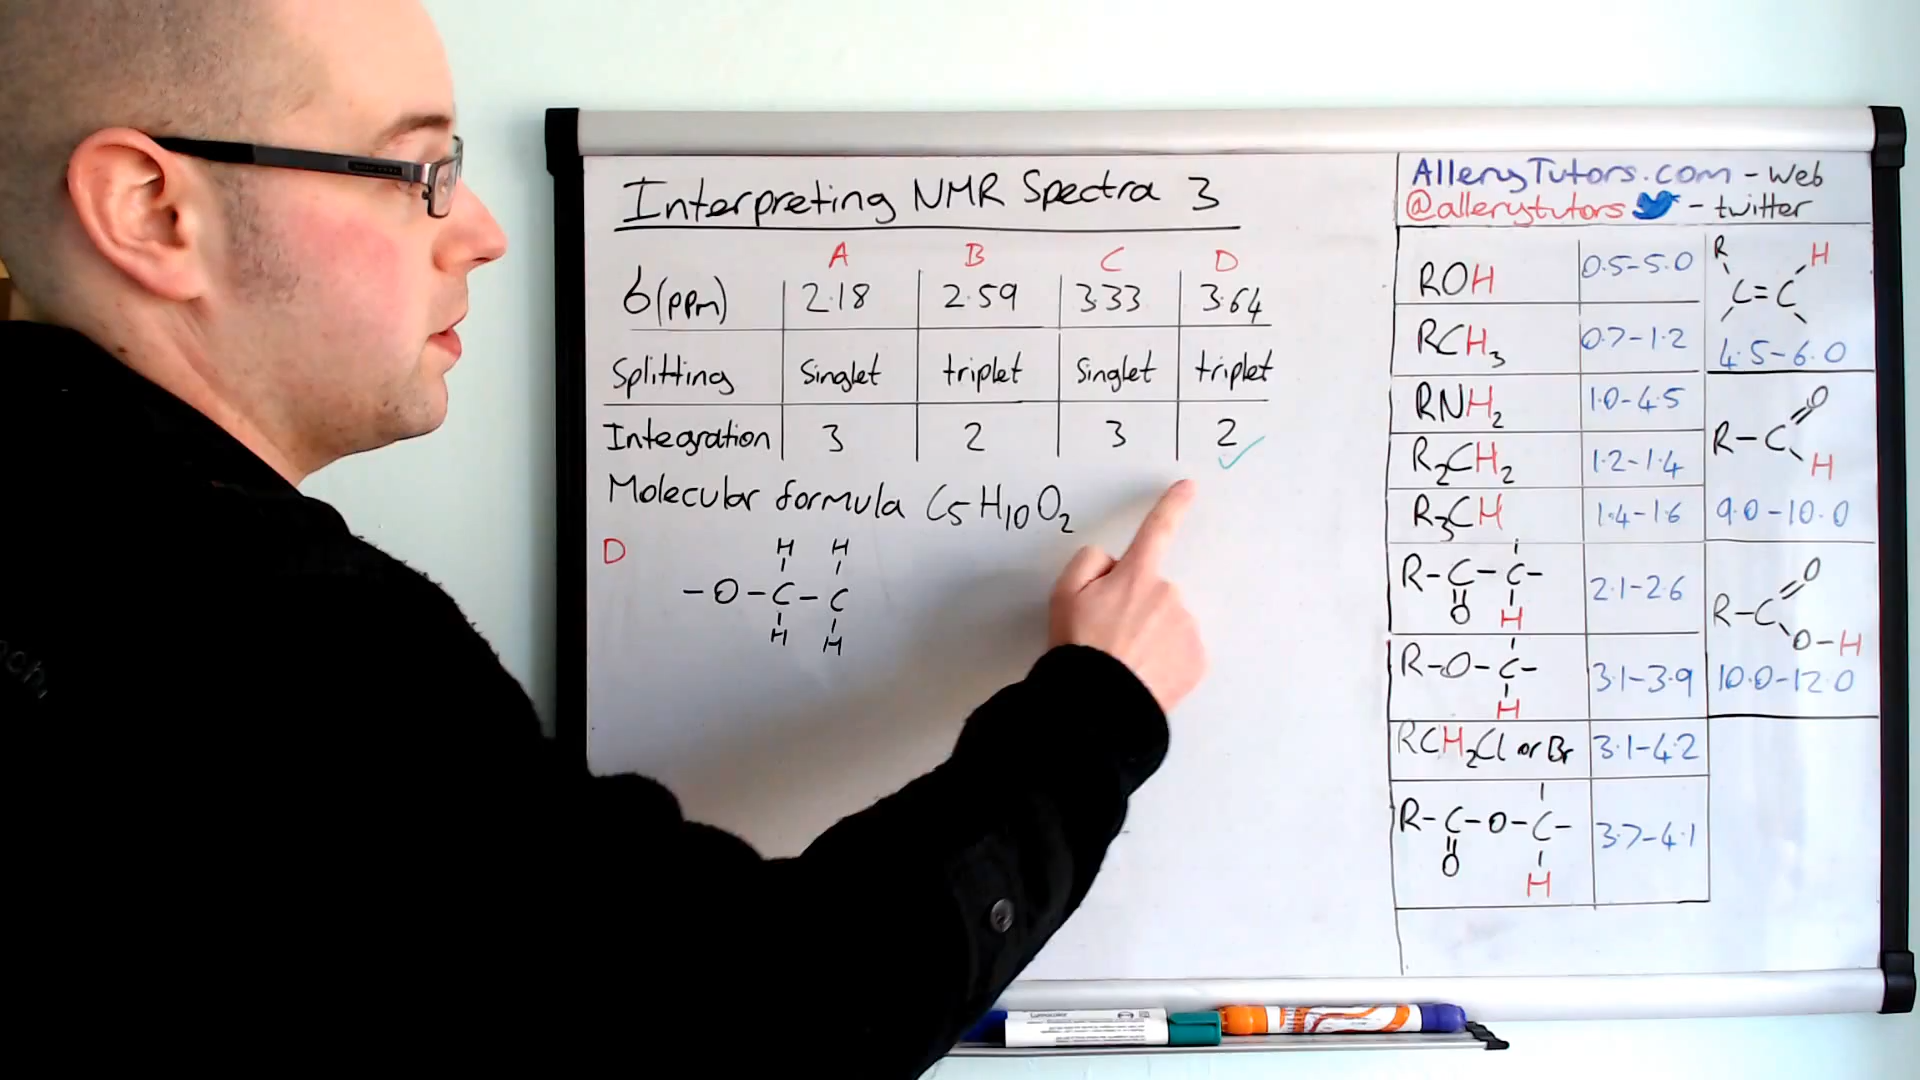 Interpreting NMR Spectra 3
A B C D
δ(ppm) 2.18 2.59 3.33 3.64
Splitting Singlet triplet Singlet triplet
Integration 3 2 3 2
Molecular formula C5H10O2
D
H H
-O-C-C
H H
AlleryTutors.com - web
@allerytutors - twitter
ROH 0.5-5.0
RCH3 0.7-1.2
RNH2 1.0-4.5
R2CH2 1.2-1.4
R3CH 1.4-1.6
R-C-C- 2.1-2.6
O H
R-O-C- 3.1-3.9
H
RCH2Cl or Br 3.1-4.2
R-C-O-C- 3.7-4.1
O H
R H
C=C
4.5-6.0
O
R-C
H
9.0-10.0
O
R-C
O-H
10.0-12.0